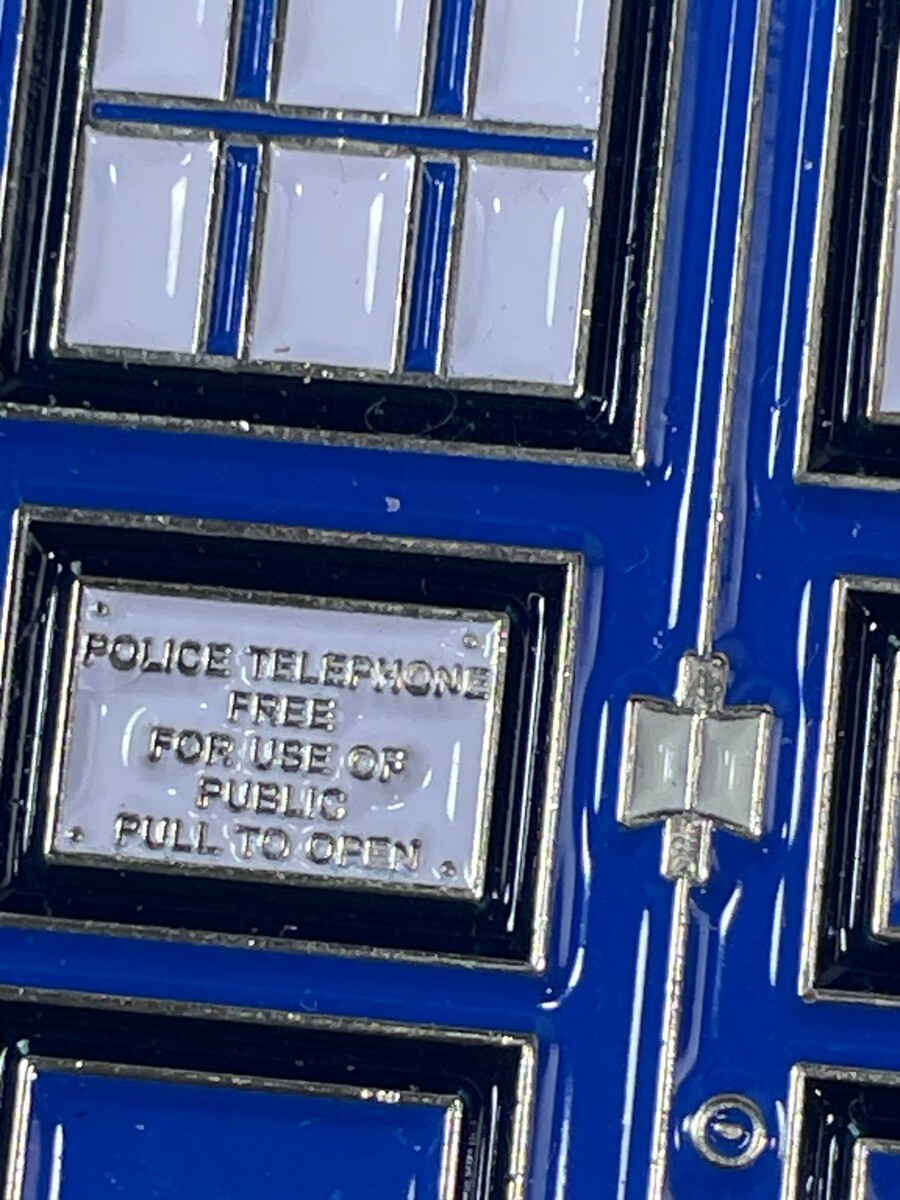 POLICE TELEPHONE
FREE
FOR USE OF
PUBLIC
PULL TO OPEN